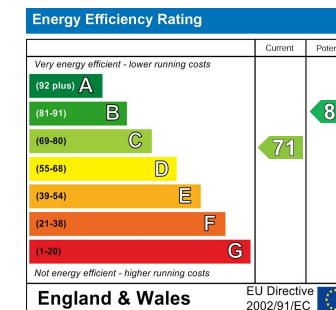 Energy Efficiency Rating
Current
Very energy efficient - lower running costs
(92 plus) A
(81-91) B
(69-80) C
71
(55-68) D
(39-54) E
(21-38) F
(1-20) G
Not energy efficient - higher running costs
England & Wales
EU Directive
2002/91/EC